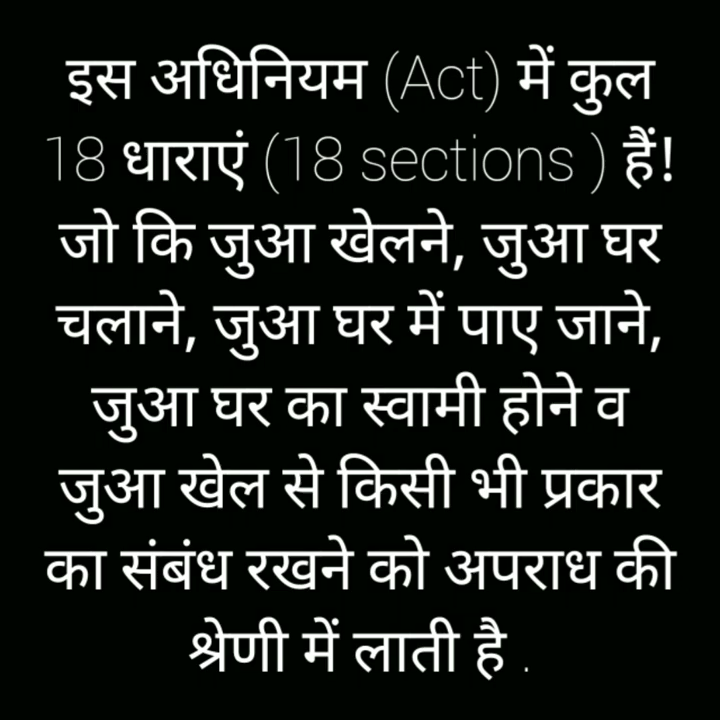 इस अधिनियम (Act) में कुल
18 धाराएं (18 sections ) हैं!
जो कि जुआ खेलने, जुआ घर
चलाने, जुआ घर में पाए जाने,
जुआ घर का स्वामी होने व
जुआ खेल से किसी भी प्रकार
का संबंध रखने को अपराध की
श्रेणी में लाती है .